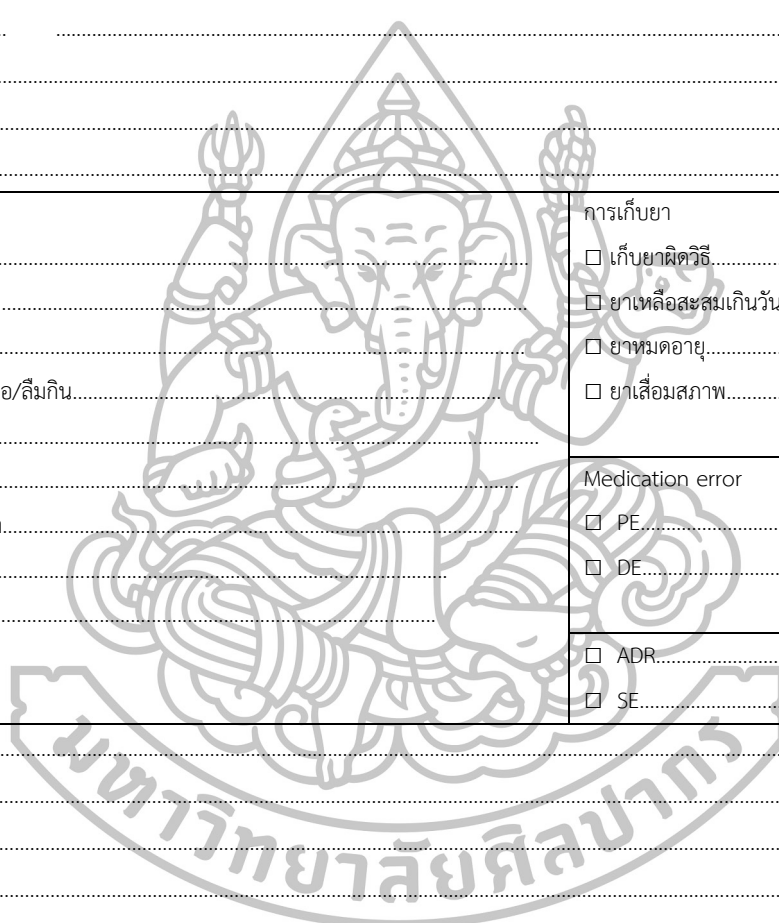 การเก็บยา
☐ เก็บยาผิดวิธี
☐ ยาเหลือสะสมเกินวัน
☐ ยาหมดอายุ
อ/ลืมกิน
☐ ยาเสื่อมสภาพ
Medication error
☐ PE
☐ DE
☐ ADR
☐ SE
มหาวิทยาลัยศิลปากร